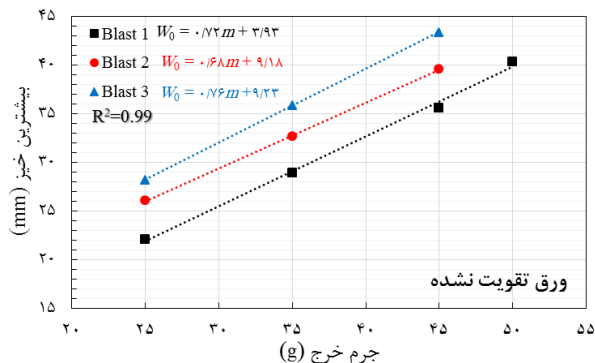 Blast 1 W₀ = ۰/۷۲m + ۳/۹۳
Blast 2 W₀ = ۰/۶۸m + ۹/۱۸
Blast 3 W₀ = ۰/۷۶m + ۹/۲۳
R²=0.99
بیشترین خیز (mm)
۴۵
۴۰
۳۵
۳۰
۲۵
۲۰
۱۵
ورق تقویت نشده
۲۰ ۲۵ ۳۰ ۳۵ ۴۰ ۴۵ ۵۰ ۵۵
جرم خرج (g)